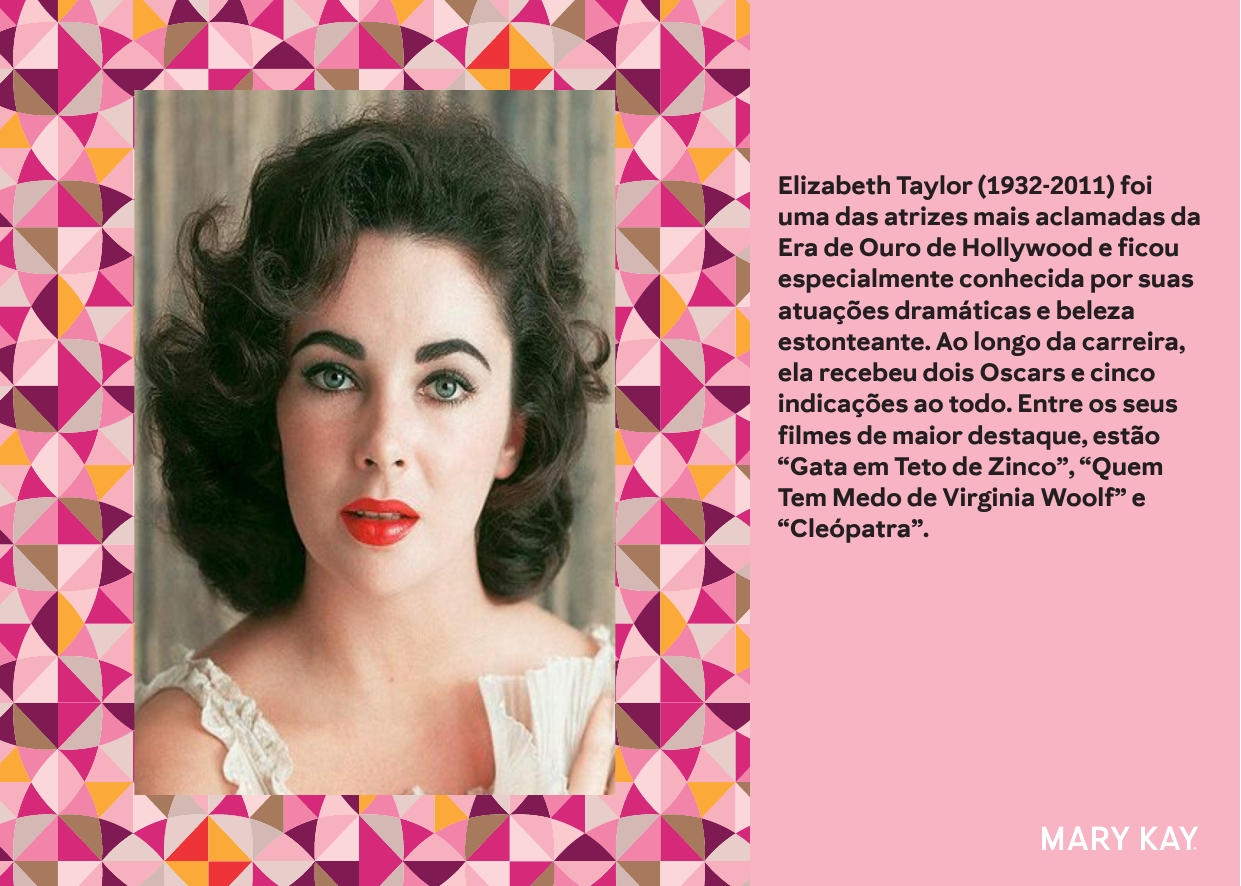 Elizabeth Taylor (1932-2011) foi
uma das atrizes mais aclamadas da
Era de Ouro de Hollywood e ficou
especialmente conhecida por suas
atuações dramáticas e beleza
estonteante. Ao longo da carreira,
ela recebeu dois Oscars e cinco
indicações ao todo. Entre os seus
filmes de maior destaque, estão
“Gata em Teto de Zinco”, “Quem
Tem Medo de Virginia Woolf” e
“Cleópatra”.
MARY KAY